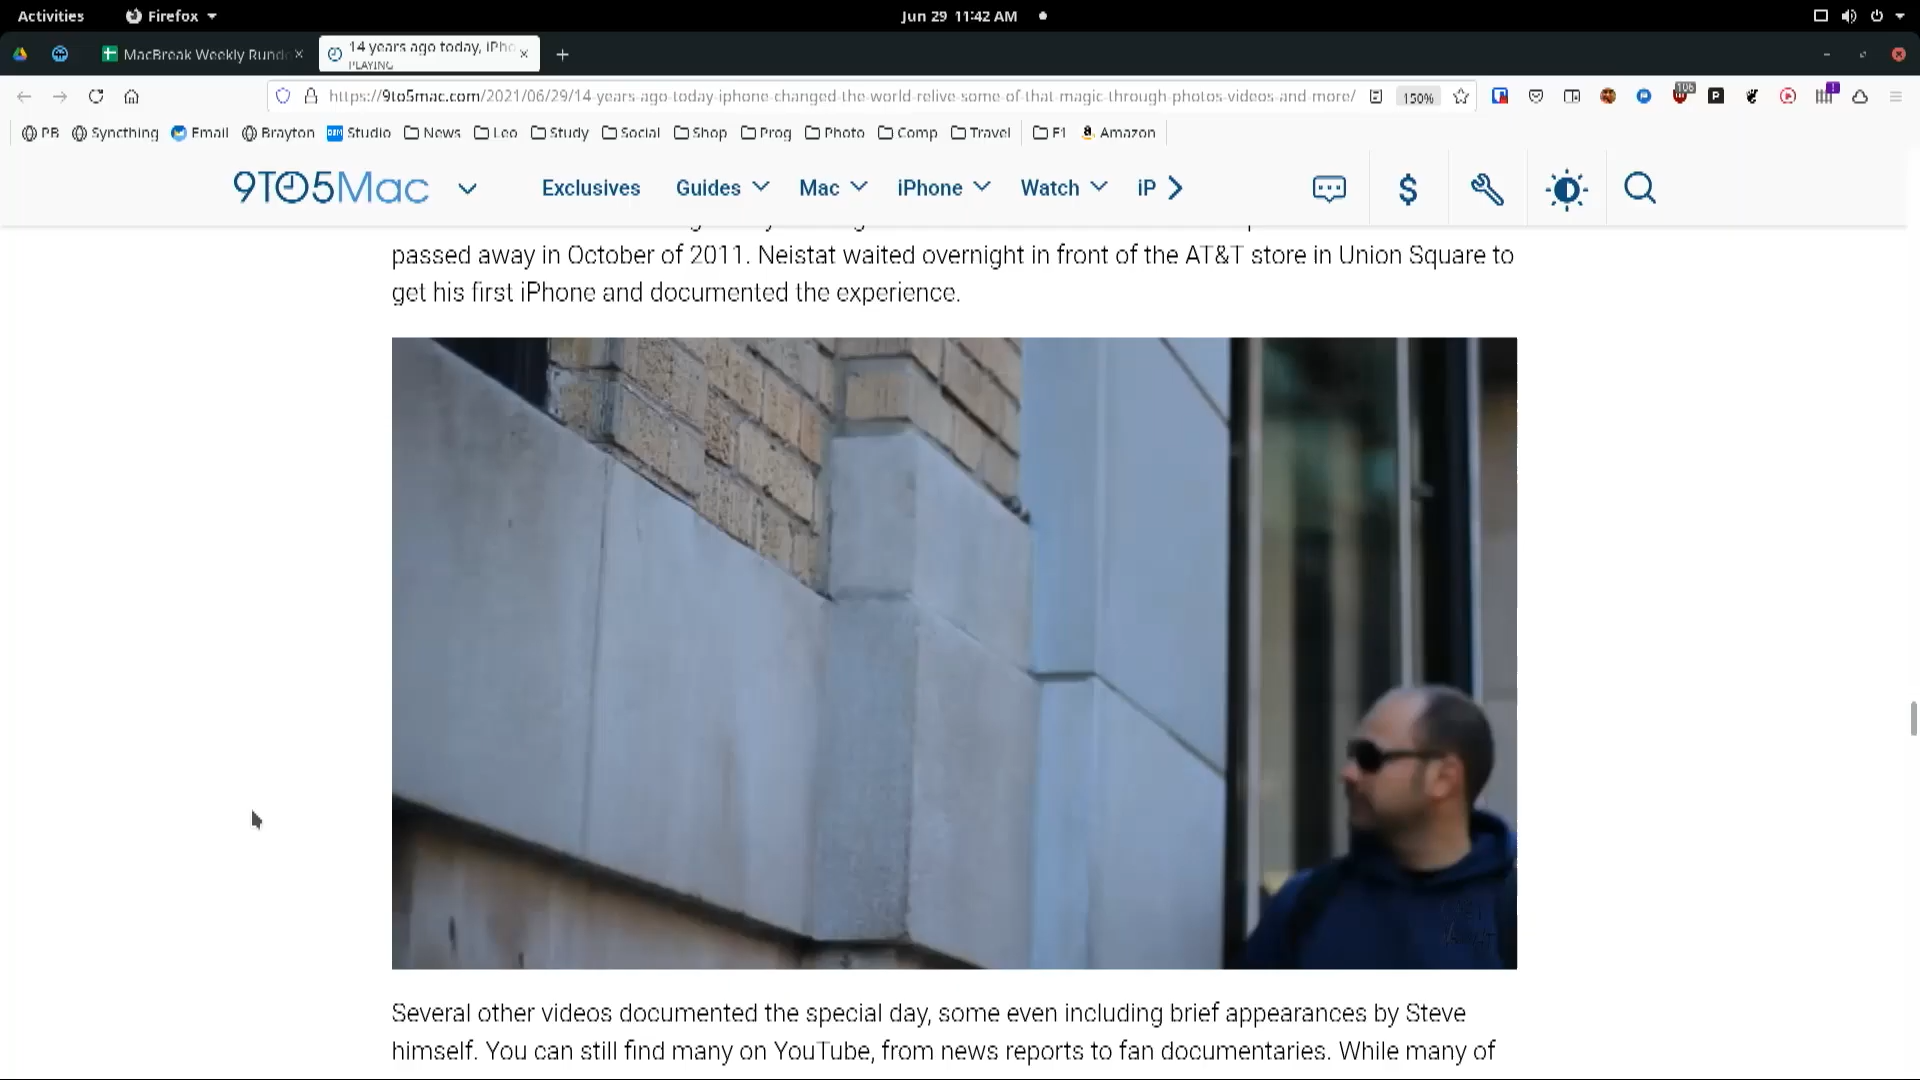 Activities Firefox Jun 29 11:42 AM
MacBreak Weekly Rund
14 years ago today, iPho
PLAYING
https://9to5mac.com/2021/06/29/14-years-ago-today-iphone-changed-the-world-relive-some-of-that-magic-through-photos-videos-and-more/ 150% 106 1
PB Syncthing Email Brayton Studio News Leo Study Social Shop Prog Photo Comp Travel F1 Amazon
9TO5Mac Exclusives Guides Mac iPhone Watch iP
passed away in October of 2011. Neistat waited overnight in front of the AT&T store in Union Square to
get his first iPhone and documented the experience.
Several other videos documented the special day, some even including brief appearances by Steve
himself. You can still find many on YouTube, from news reports to fan documentaries. While many of